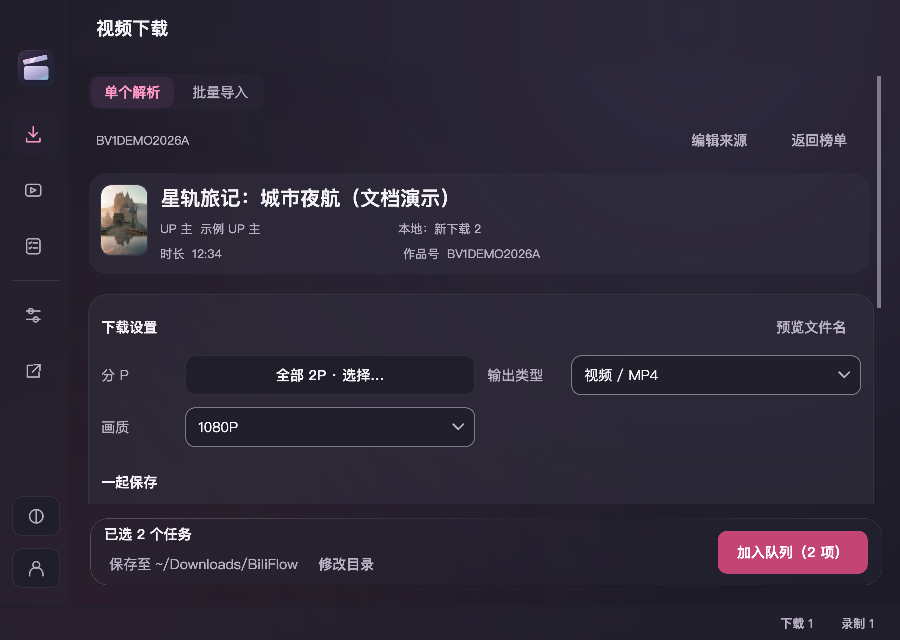 视频下载
单个解析 批量导入
BV1DEMO2026A 编辑来源 返回榜单
星轨旅记：城市夜航（文档演示）
UP 主 示例 UP 主 本地：新下载 2
时长 12:34 作品号 BV1DEMO2026A
下载设置 预览文件名
分 P 全部 2P · 选择... 输出类型 视频 / MP4
画质 1080P
一起保存
已选 2 个任务
保存至 ~/Downloads/BiliFlow 修改目录
加入队列（2 项）
下载 1 录制 1